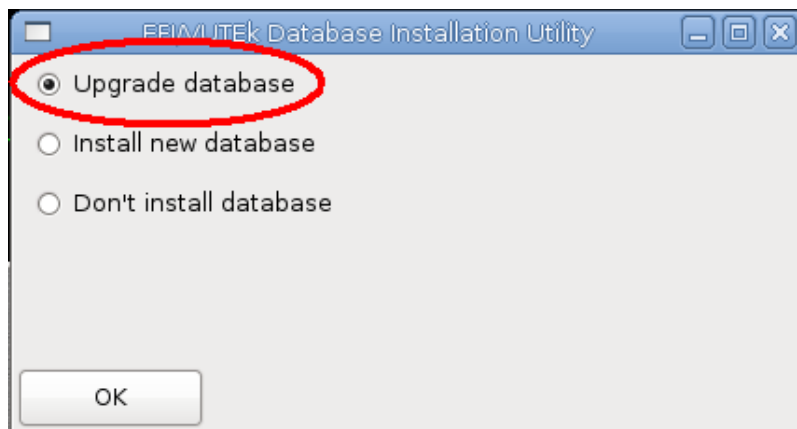 EFI/VUTEk Database Installation Utility
Upgrade database
Install new database
Don't install database
OK